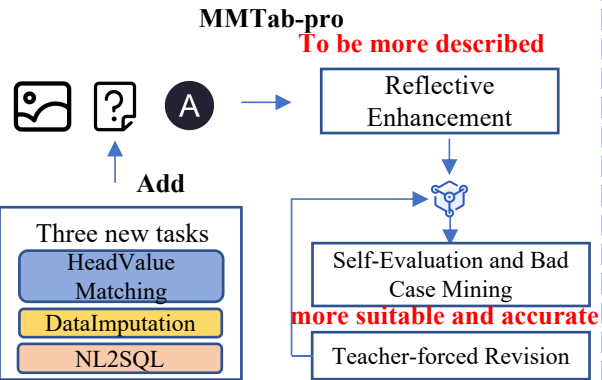 MMTab-pro
To be more described
?
A
Reflective
Enhancement
Add
Three new tasks
HeadValue
Matching
DataImputation
NL2SQL
Self-Evaluation and Bad
Case Mining
more suitable and accurate
Teacher-forced Revision